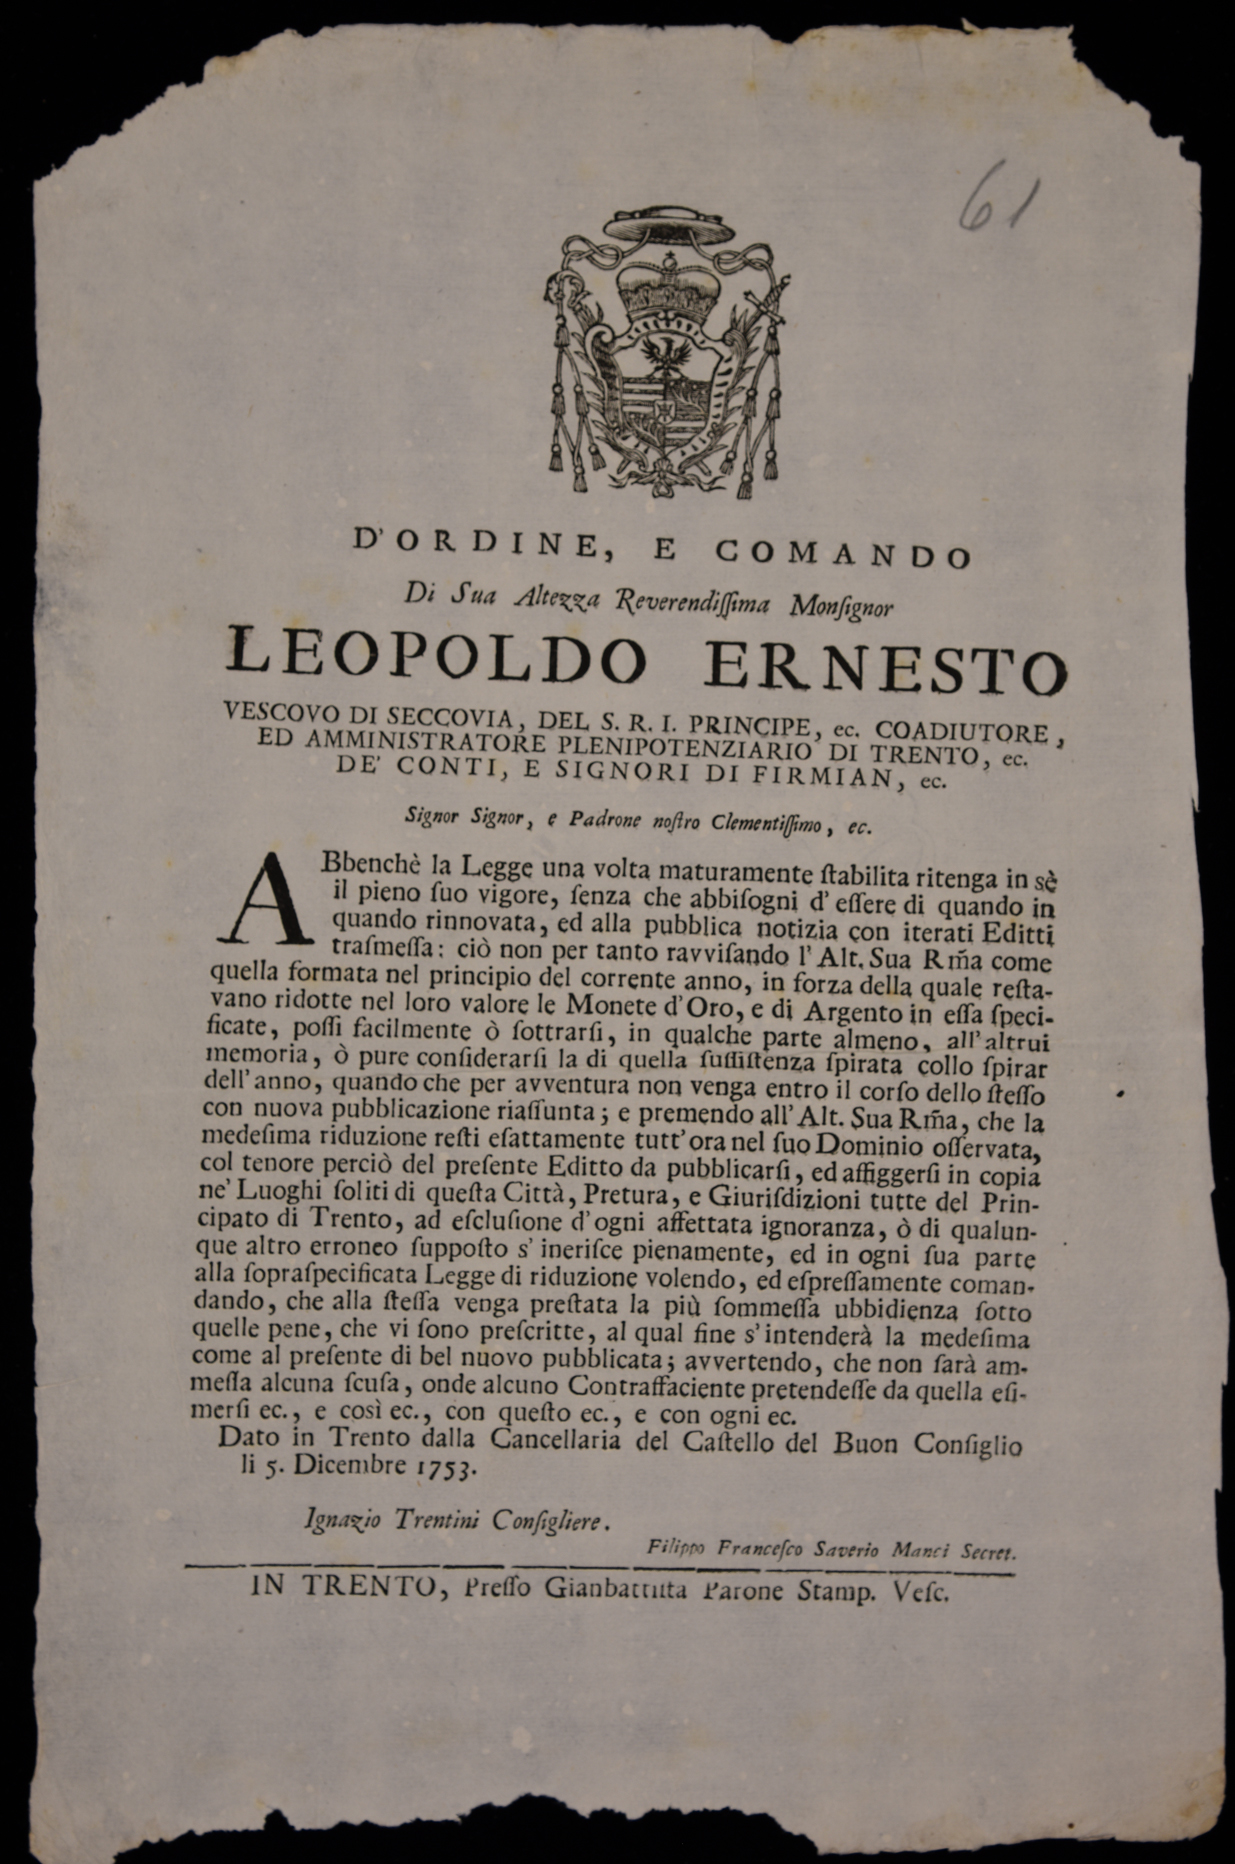 61
D'ORDINE, E COMANDO
Di Sua Altezza Reverendiſſima Monſignor
LEOPOLDO ERNESTO
VESCOVO DI SECCOVIA, DEL S. R. I. PRINCIPE, ec. COADIUTORE,
ED AMMINISTRATORE PLENIPOTENZIARIO DI TRENTO, ec.
DE' CONTI, E SIGNORI DI FIRMIAN, ec.
Signor Signor, e Padrone noſtro Clementiſſimo, ec.
ABbenchè la Legge una volta maturamente ſtabilita ritenga in sè
il pieno ſuo vigore, ſenza che abbiſogni d' eſſere di quando in
quando rinnovata, ed alla pubblica notizia con iterati Editti
traſmeſſa: ciò non per tanto ravviſando l' Alt. Sua Rm̃a come
quella formata nel principio del corrente anno, in forza della quale reſta-
vano ridotte nel loro valore le Monete d'Oro, e di Argento in eſſa ſpeci-
ficate, poſſi facilmente ò ſottrarſi, in qualche parte almeno, all'altrui
memoria, ò pure conſiderarſi la di quella ſuſſiſtenza ſpirata collo ſpirar
dell'anno, quando che per avventura non venga entro il corſo dello ſteſſo
con nuova pubblicazione riaſſunta; e premendo all'Alt. Sua Rm̃a, che la
medeſima riduzione reſti eſattamente tutt'ora nel ſuo Dominio oſſervata,
col tenore perciò del preſente Editto da pubblicarſi, ed affiggerſi in copia
ne' Luoghi ſoliti di queſta Città, Pretura, e Giuriſdizioni tutte del Prin-
cipato di Trento, ad eſcluſione d'ogni affettata ignoranza, ò di qualun-
que altro erroneo ſuppoſto s' ineriſce pienamente, ed in ogni ſua parte
alla ſopraſpecificata Legge di riduzione volendo, ed eſpreſſamente coman-
dando, che alla ſteſſa venga preſtata la più ſommeſſa ubbidienza ſotto
quelle pene, che vi ſono preſcritte, al qual fine s'intenderà la medeſima
come al preſente di bel nuovo pubblicata; avvertendo, che non ſarà am-
meſſa alcuna ſcuſa, onde alcuno Contraffaciente pretendeſſe da quella eſi-
merſi ec., e così ec., con queſto ec., e con ogni ec.
Dato in Trento dalla Cancellaria del Caſtello del Buon Conſiglio
li 5. Dicembre 1753.
Ignazio Trentini Conſigliere.
Filippo Franceſco Saverio Manci Secret.
IN TRENTO, Preſſo Gianbattiſta Parone Stamp. Veſc.